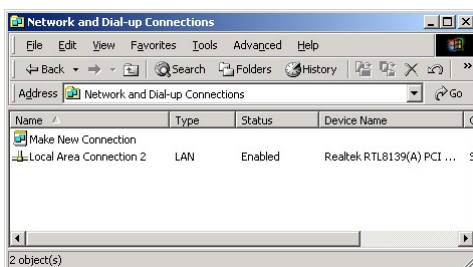 Network and Dial-up Connections
File Edit View Favorites Tools Advanced Help
Back Search Folders History »
Address Network and Dial-up Connections Go
Name Type Status Device Name
Make New Connection
Local Area Connection 2 LAN Enabled Realtek RTL8139(A) PCI ...
2 object(s)